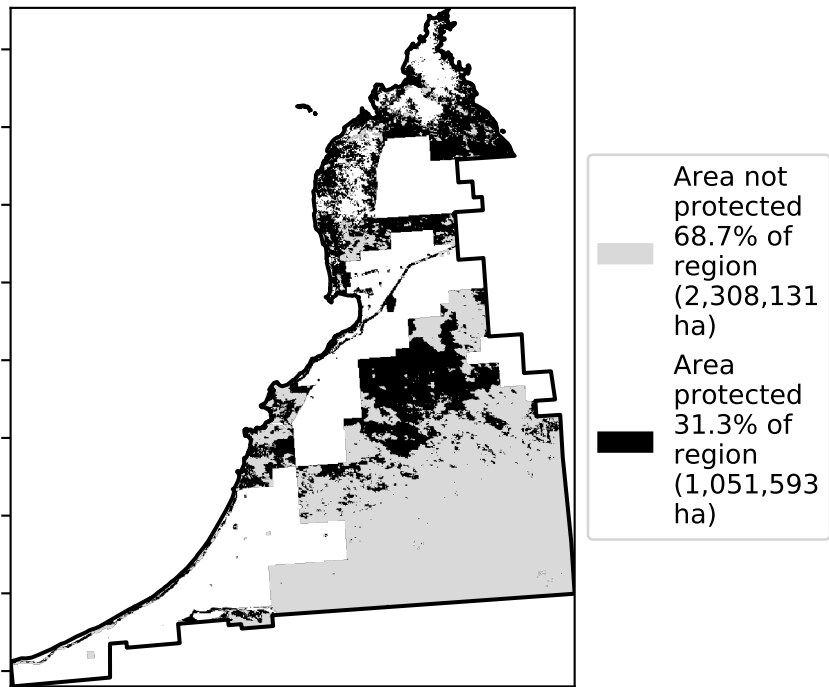 Area not
protected
68.7% of
region
(2,308,131
ha)
Area
protected
31.3% of
region
(1,051,593
ha)